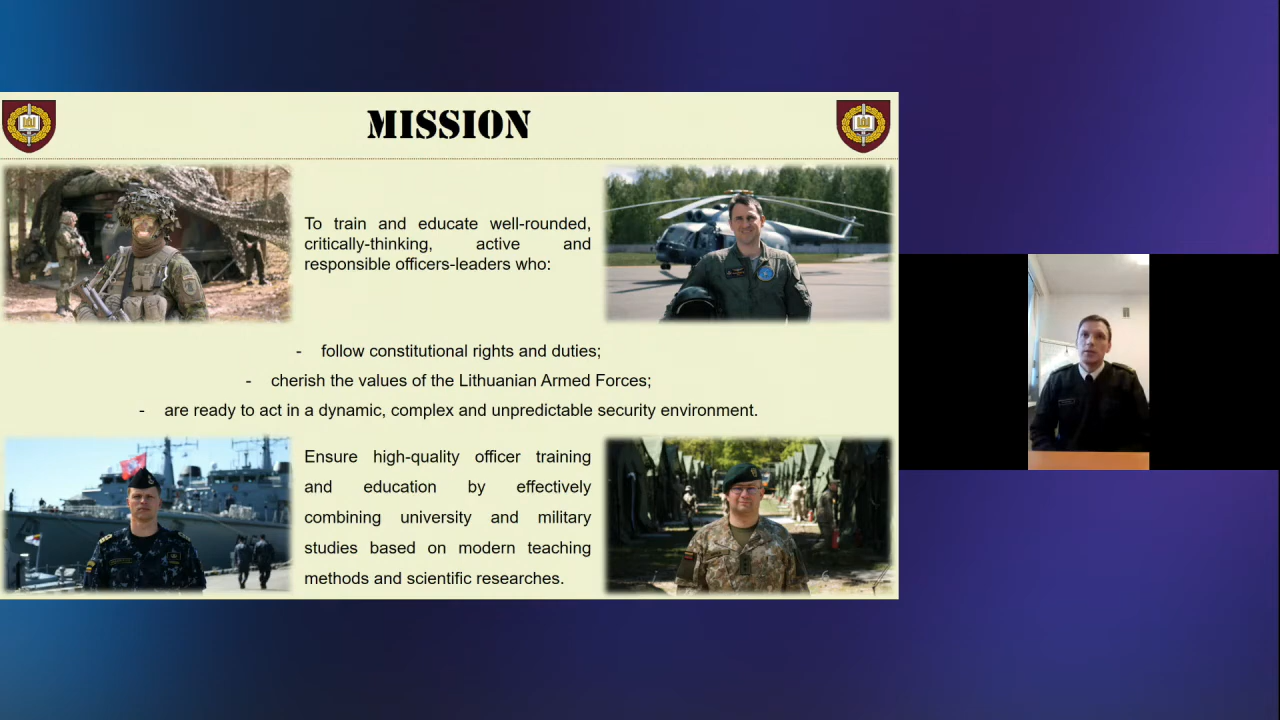 MISSION
To train and educate well-rounded,
critically-thinking, active and
responsible officers-leaders who:
- follow constitutional rights and duties;
- cherish the values of the Lithuanian Armed Forces;
- are ready to act in a dynamic, complex and unpredictable security environment.
Ensure high-quality officer training
and education by effectively
combining university and military
studies based on modern teaching
methods and scientific researches.